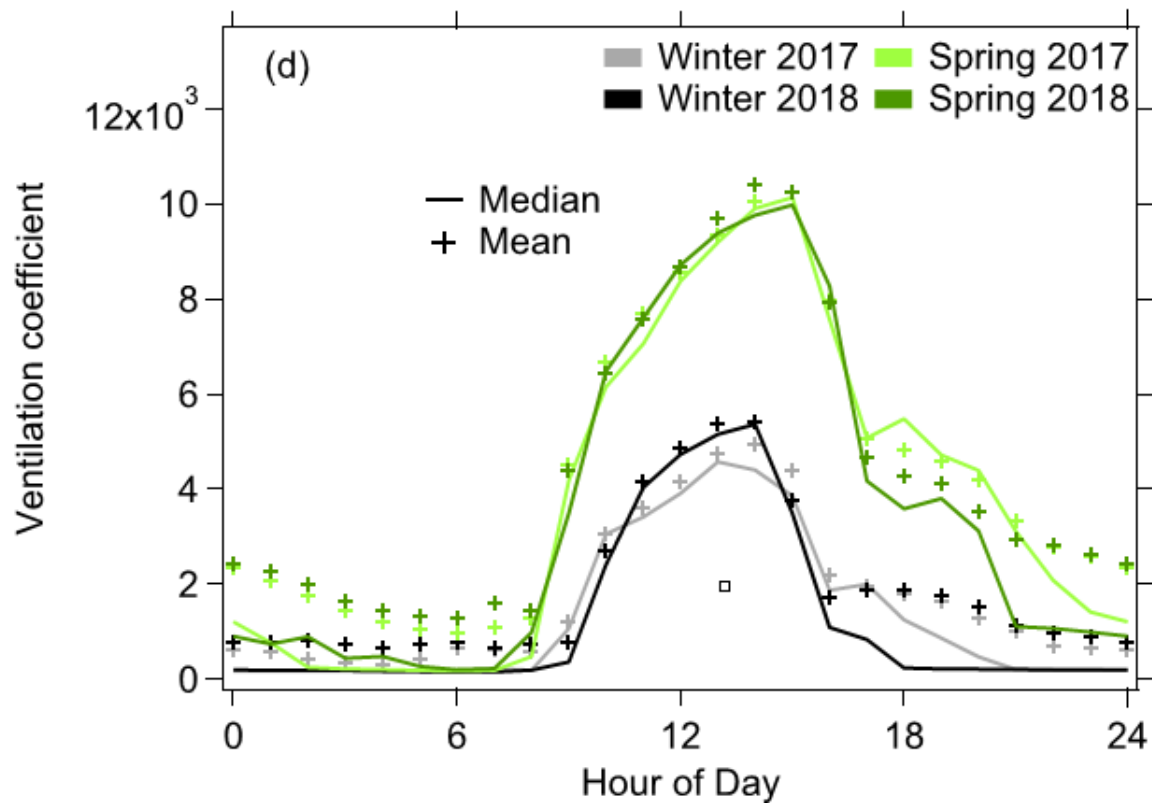 (d)
Winter 2017 Spring 2017
Winter 2018 Spring 2018
12x10³
10
8
6
4
2
0
Median
Mean
Ventilation coefficient
0 6 12 18 24
Hour of Day